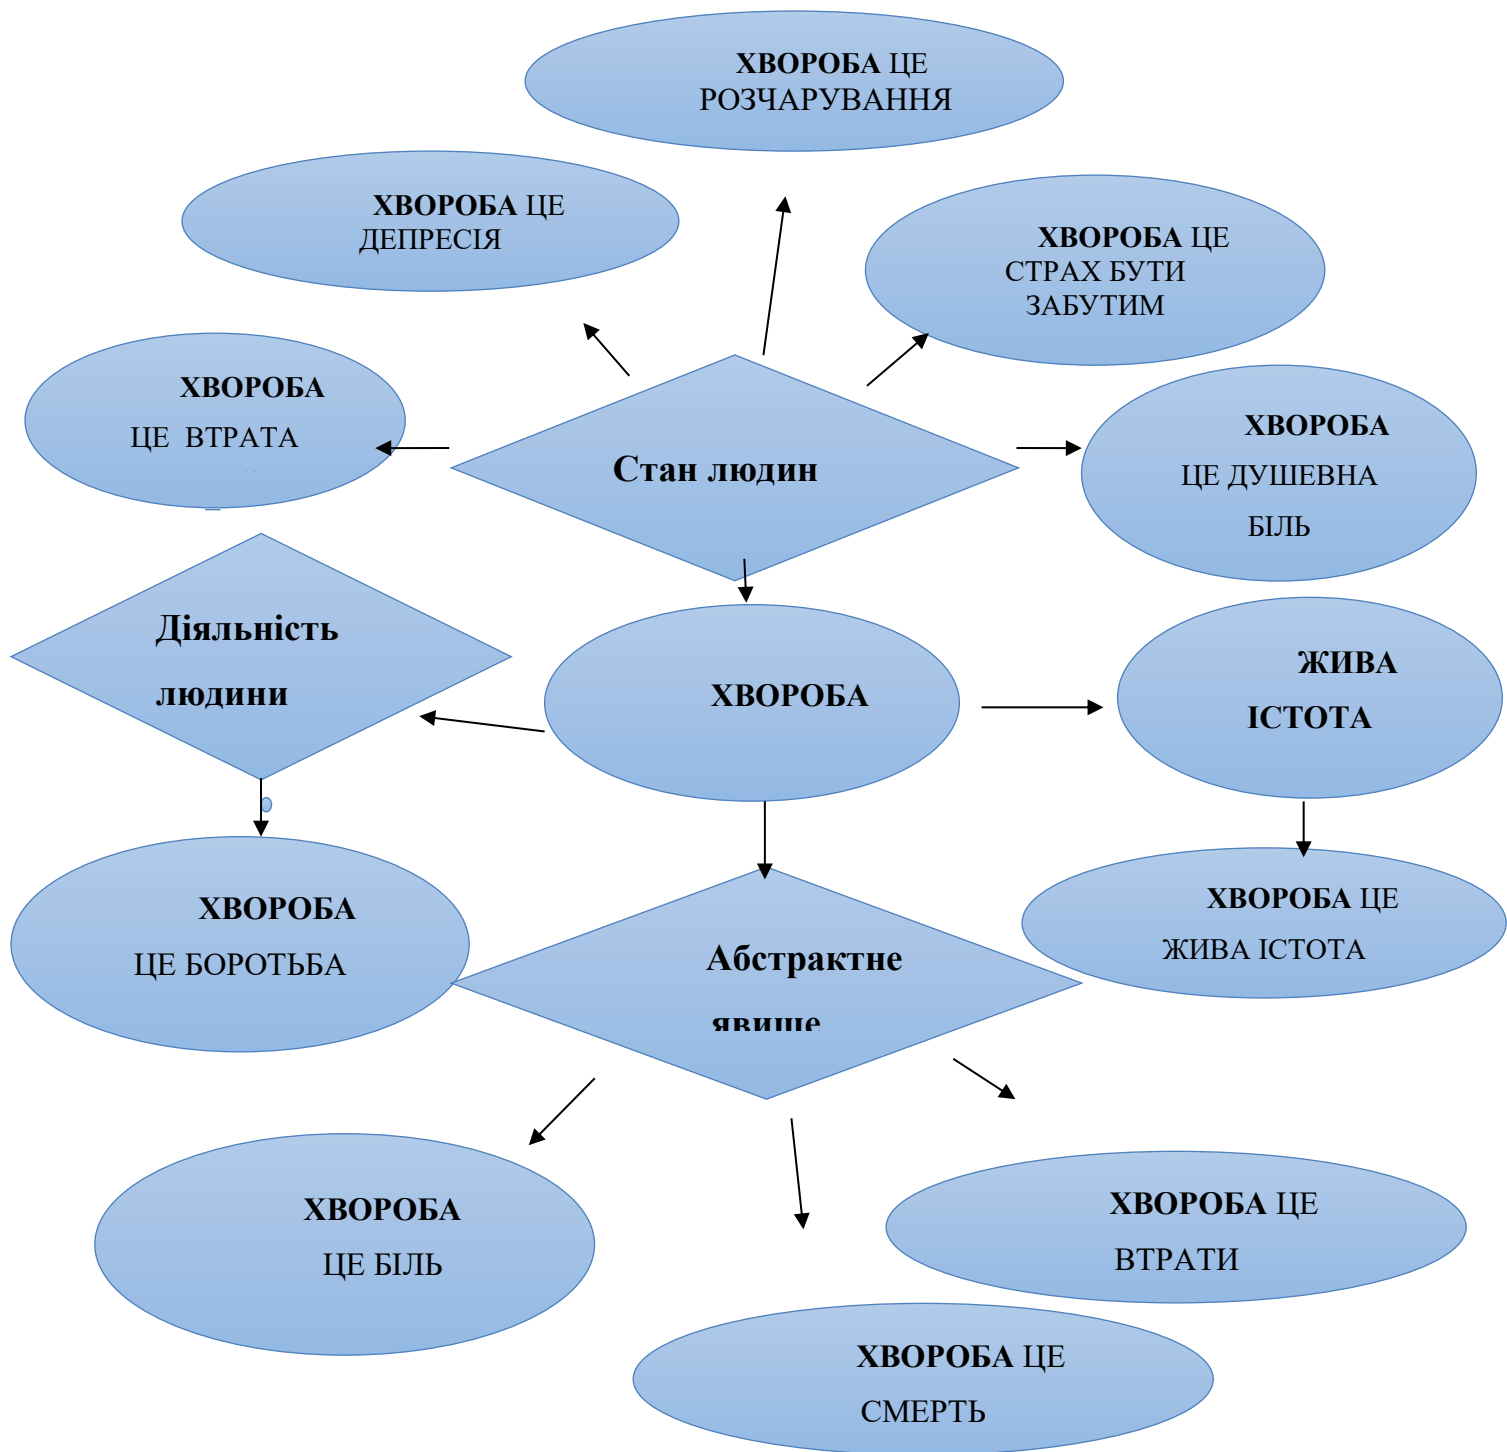 ХВОРОБА ЦЕ
РОЗЧАРУВАННЯ
ХВОРОБА ЦЕ
ДЕПРЕСІЯ
ХВОРОБА ЦЕ
СТРАХ БУТИ
ЗАБУТИМ
ХВОРОБА
ЦЕ ВТРАТА
Стан людин
ХВОРОБА
ЦЕ ДУШЕВНА
БІЛЬ
Діяльність
людини
ХВОРОБА
ЖИВА
ІСТОТА
ХВОРОБА
ЦЕ БОРОТЬБА
Абстрактне
явище
ХВОРОБА ЦЕ
ЖИВА ІСТОТА
ХВОРОБА
ЦЕ БІЛЬ
ХВОРОБА ЦЕ
ВТРАТИ
ХВОРОБА ЦЕ
СМЕРТЬ